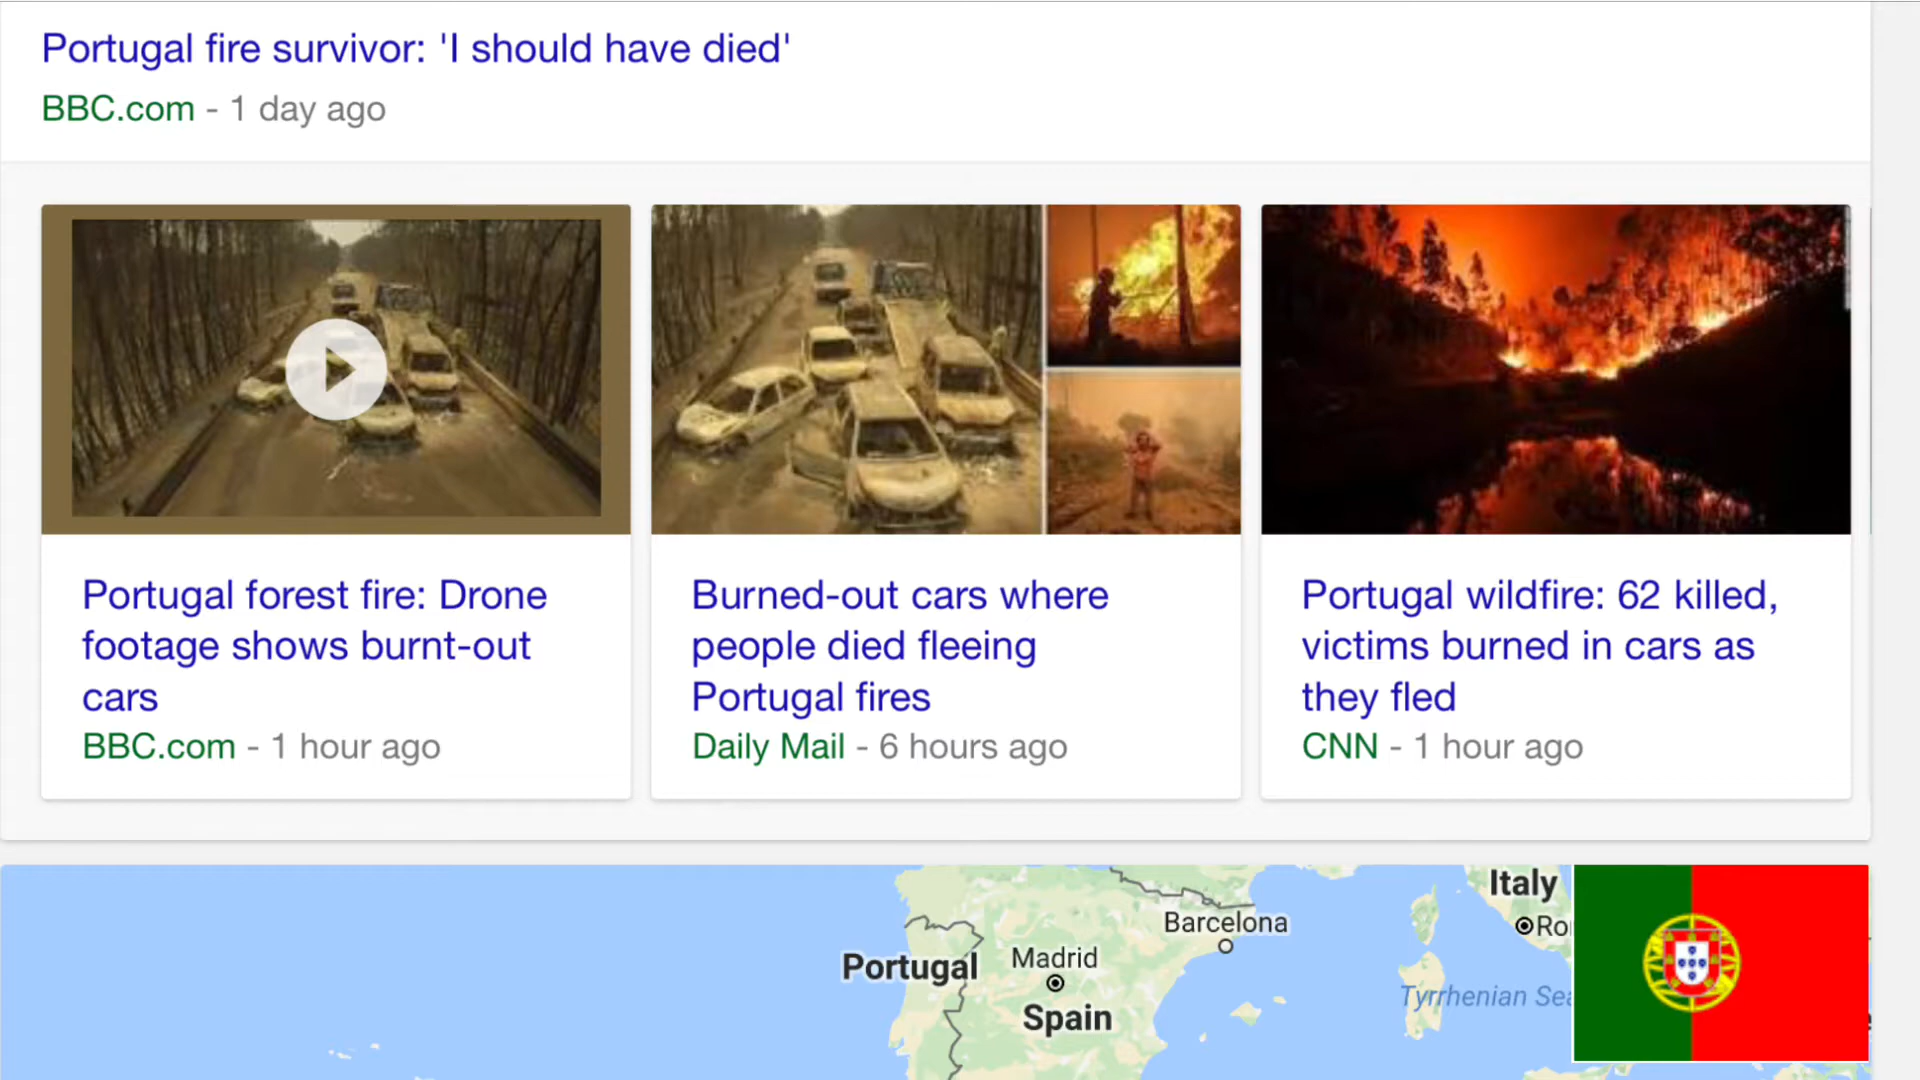 Portugal fire survivor: 'I should have died'
BBC.com - 1 day ago
Portugal forest fire: Drone
footage shows burnt-out
cars
BBC.com - 1 hour ago
Burned-out cars where
people died fleeing
Portugal fires
Daily Mail - 6 hours ago
Portugal wildfire: 62 killed,
victims burned in cars as
they fled
CNN - 1 hour ago
Italy
Barcelona
Portugal
Madrid
Spain
Tyrrhenian